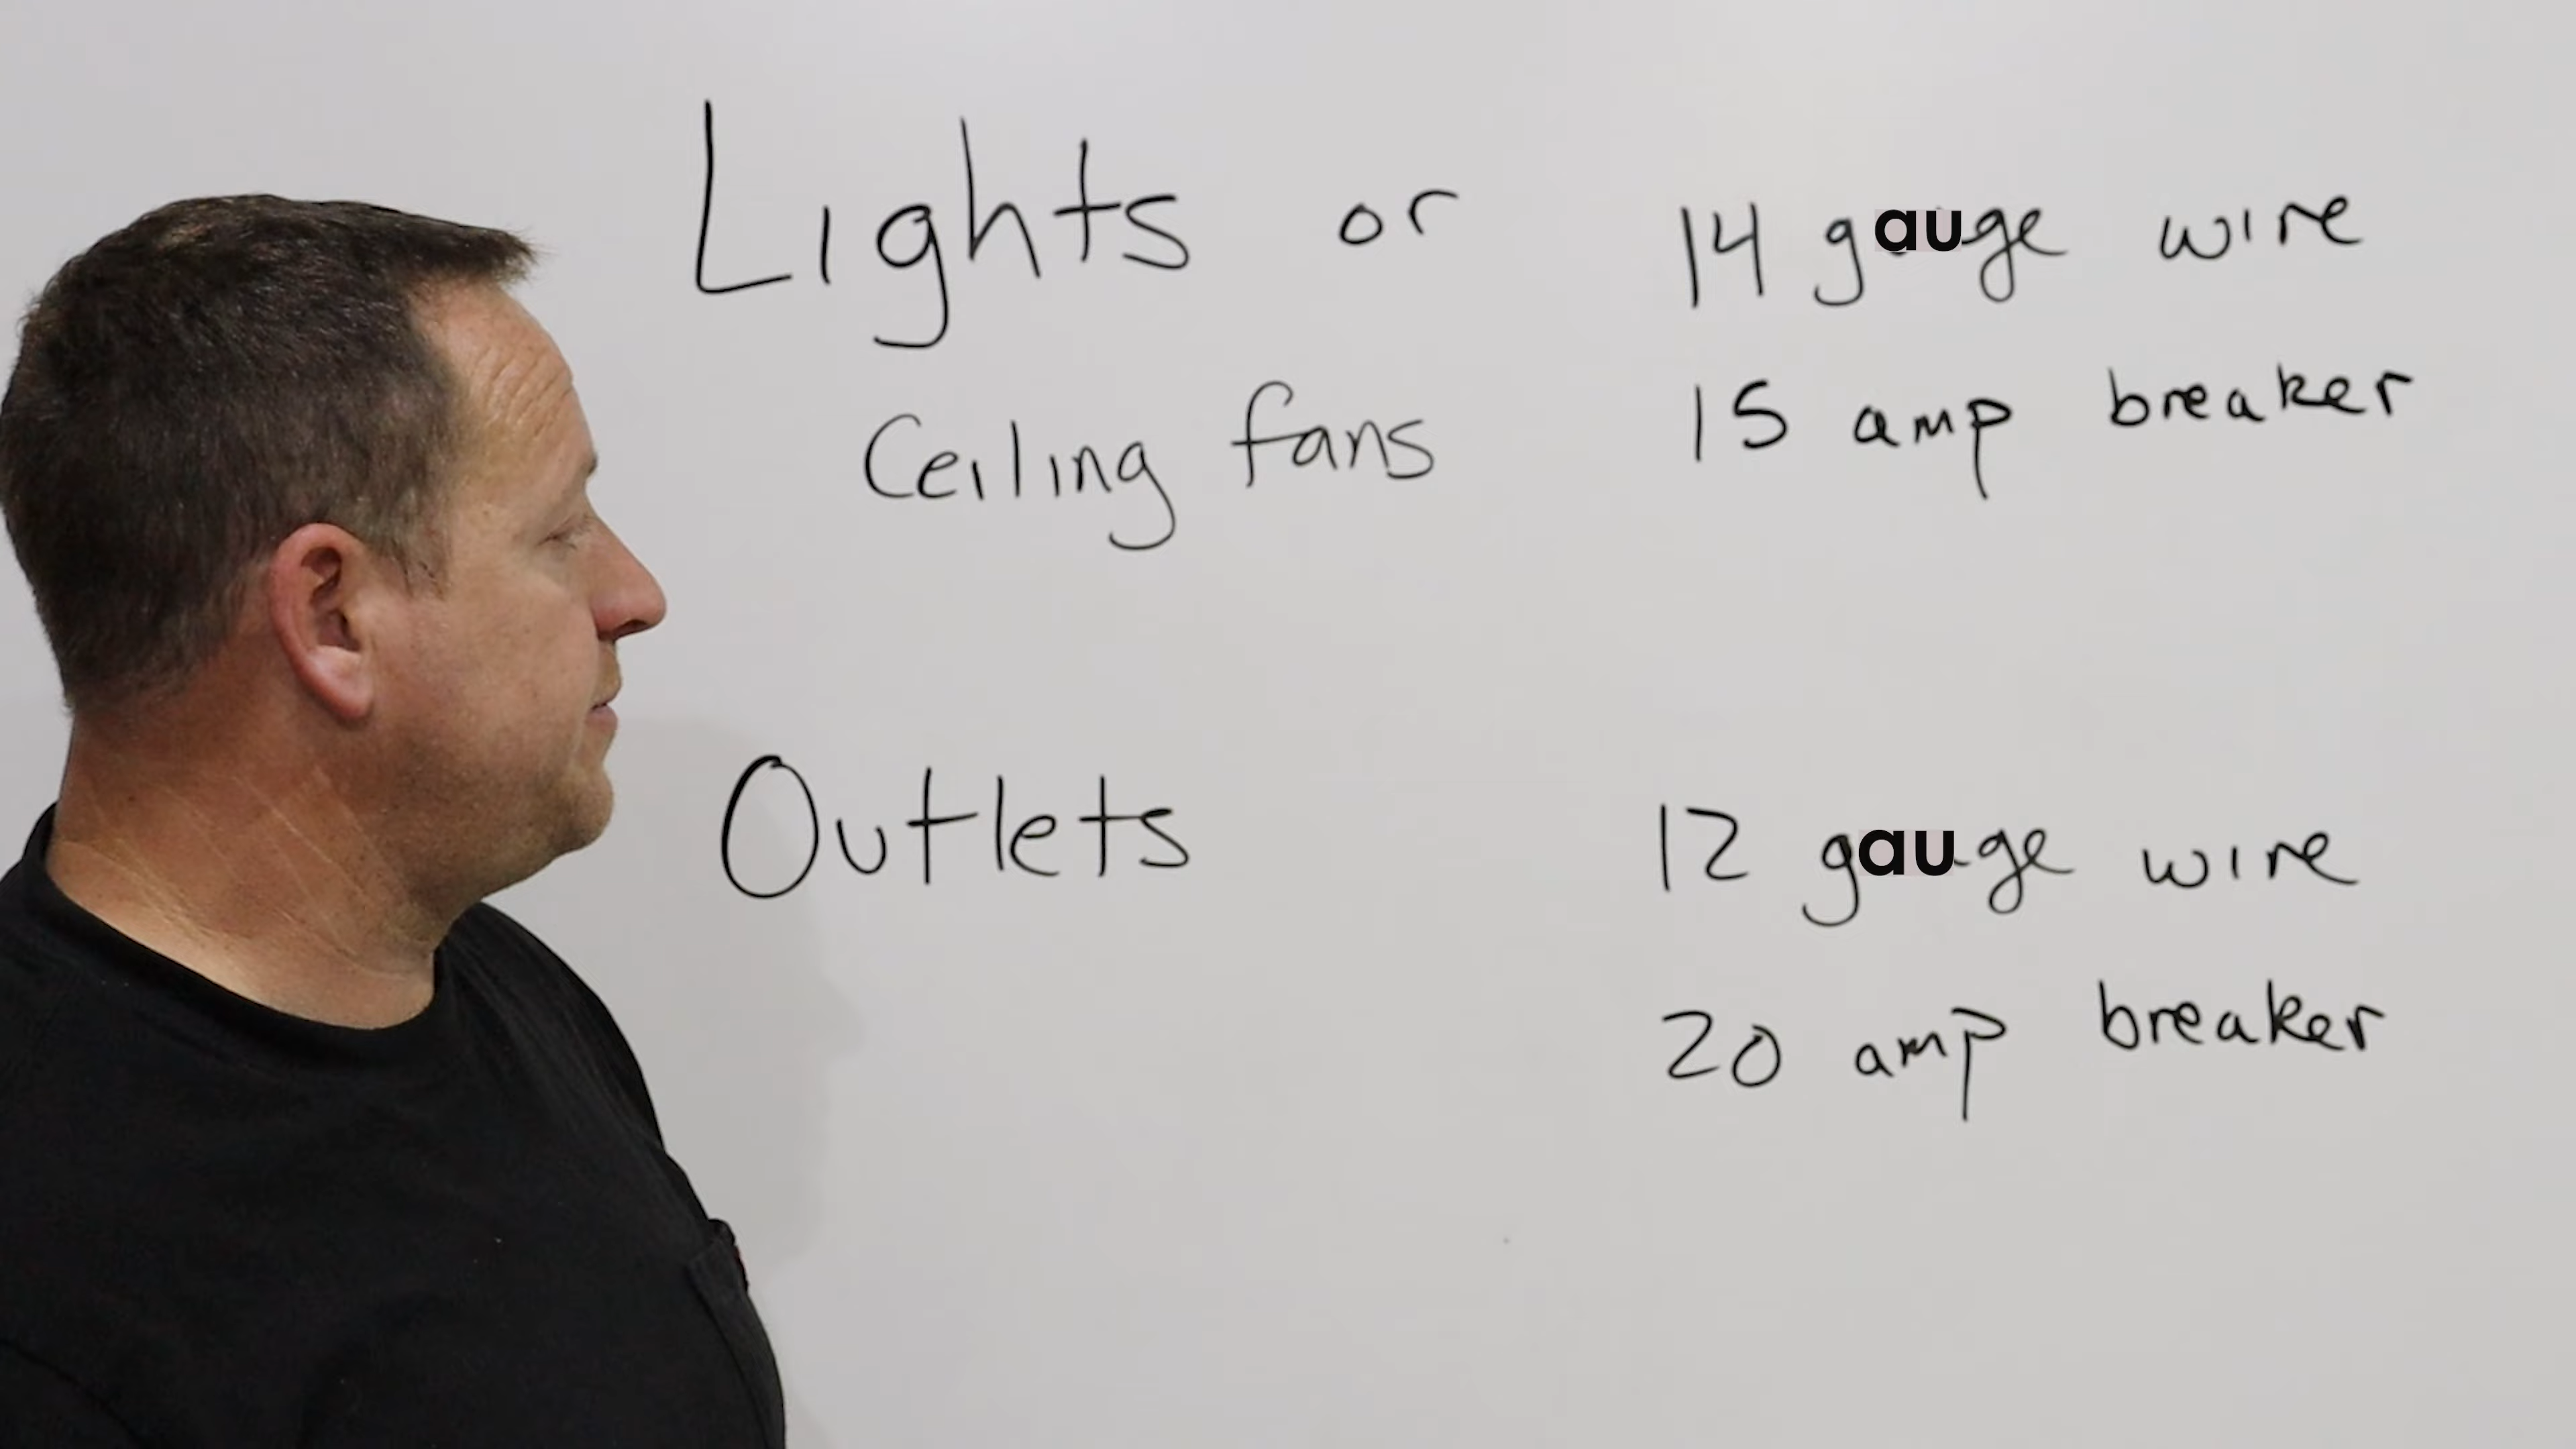 Lights or
Ceiling fans
14 gauge wire
15 amp breaker
Outlets
12 gauge wire
20 amp breaker